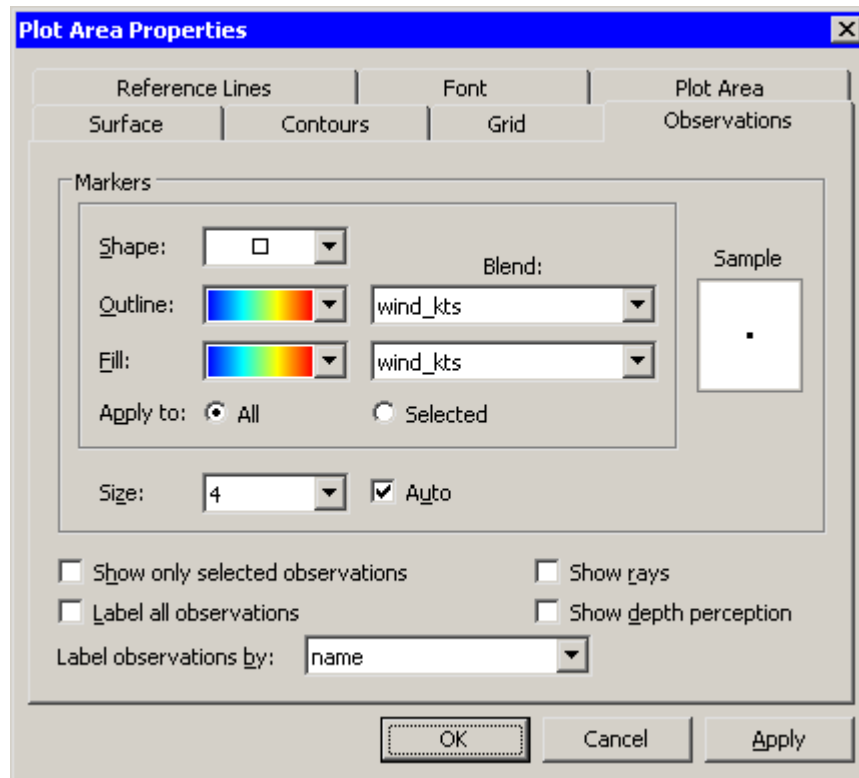 Plot Area Properties
Reference Lines Font Plot Area
Surface Contours Grid Observations
Markers
Shape:
Blend:
Sample
Outline: wind_kts
Fill: wind_kts
Apply to: All Selected
Size: 4 Auto
Show only selected observations Show rays
Label all observations Show depth perception
Label observations by: name
OK Cancel Apply